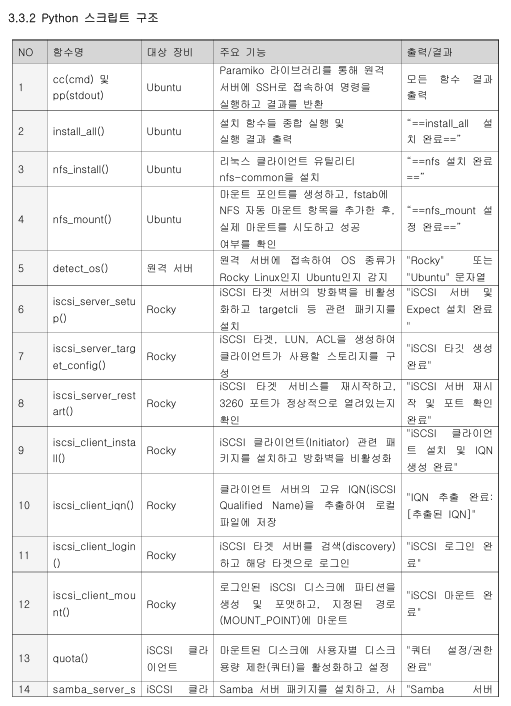 3.3.2 Python 스크립트 구조
NO 함수명 대상 장비 주요 기능 출력/결과
1
cc(cmd) 및
pp(stdout)
Ubuntu
Paramiko 라이브러리를 통해 원격
서버에 SSH로 접속하여 명령을
실행하고 결과를 반환
모든 함수 결과
출력
2
install_all()
Ubuntu
설치 함수들 종합 실행 및
실행 결과 출력
"==install_all 설
치 완료=="
3
nfs_install()
Ubuntu
리눅스 클라이언트 유틸리티
nfs-common을 설치
"==nfs 설치 완료
=="
4
nfs_mount()
Ubuntu
마운트 포인트를 생성하고, fstab에
NFS 자동 마운트 항목을 추가한 후,
실제 마운트를 시도하고 성공
여부를 확인
"==nfs_mount 설
정 완료=="
5
detect_os()
원격 서버
원격 서버에 접속하여 OS 종류가
Rocky Linux인지 Ubuntu인지 감지
"Rocky" 또는
"Ubuntu" 문자열
6
iscsi_server_setu
p()
Rocky
iSCSI 타겟 서버의 방화벽을 비활성
화하고 targetcli 등 관련 패키지를
설치
"iSCSI 서버 및
Expect 설치 완료
"
7
iscsi_server_targ
et_config()
Rocky
iSCSI 타겟, LUN, ACL을 생성하여
클라이언트가 사용할 스토리지를 구
성
"iSCSI 타깃 생성
완료"
8
iscsi_server_rest
art()
Rocky
iSCSI 타겟 서비스를 재시작하고,
3260 포트가 정상적으로 열려있는지
확인
"iSCSI 서버 재시
작 및 포트 확인
완료"
9
iscsi_client_insta
ll()
Rocky
iSCSI 클라이언트(Initiator) 관련 패
키지를 설치하고 방화벽을 비활성화
"iSCSI 클라이언
트 설치 및 IQN
생성 완료"
10
iscsi_client_iqn()
Rocky
클라이언트 서버의 고유 IQN(iSCSI
Qualified Name)을 추출하여 로컬
파일에 저장
"IQN 추출 완료:
[추출된 IQN]"
11
iscsi_client_login
()
Rocky
iSCSI 타겟 서버를 검색(discovery)
하고 해당 타겟으로 로그인
"iSCSI 로그인 완
료"
12
iscsi_client_mou
nt()
Rocky
로그인된 iSCSI 디스크에 파티션을
생성 및 포맷하고, 지정된 경로
(MOUNT_POINT)에 마운트
"iSCSI 마운트 완
료"
13
quota()
iSCSI 클라
이언트
마운트된 디스크에 사용자별 디스크
용량 제한(쿼터)을 활성화하고 설정
"쿼터 설정/권한
완료"
14 samba_server_s iSCSI 클라 Samba 서버 패키지를 설치하고, 사 "Samba 서버